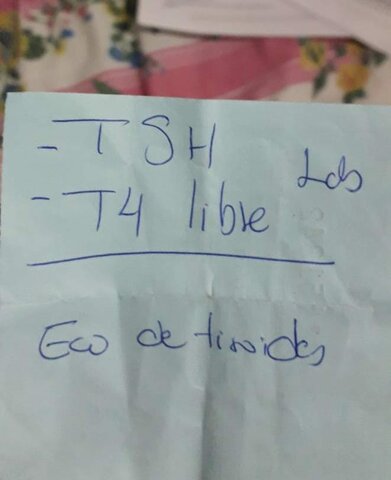 - TSH
- T4 libre
Lab
Eco de tiroides